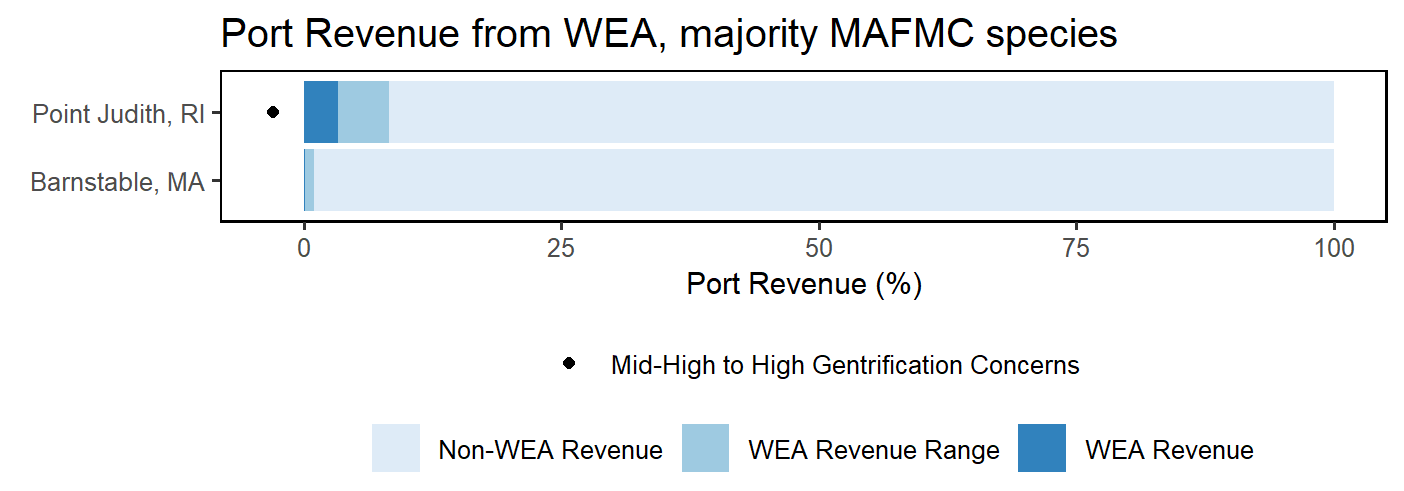 Port Revenue from WEA, majority MAFMC species
Point Judith, RI
Barnstable, MA
0 25 50 75 100
Port Revenue (%)
Mid-High to High Gentrification Concerns
Non-WEA Revenue WEA Revenue Range WEA Revenue